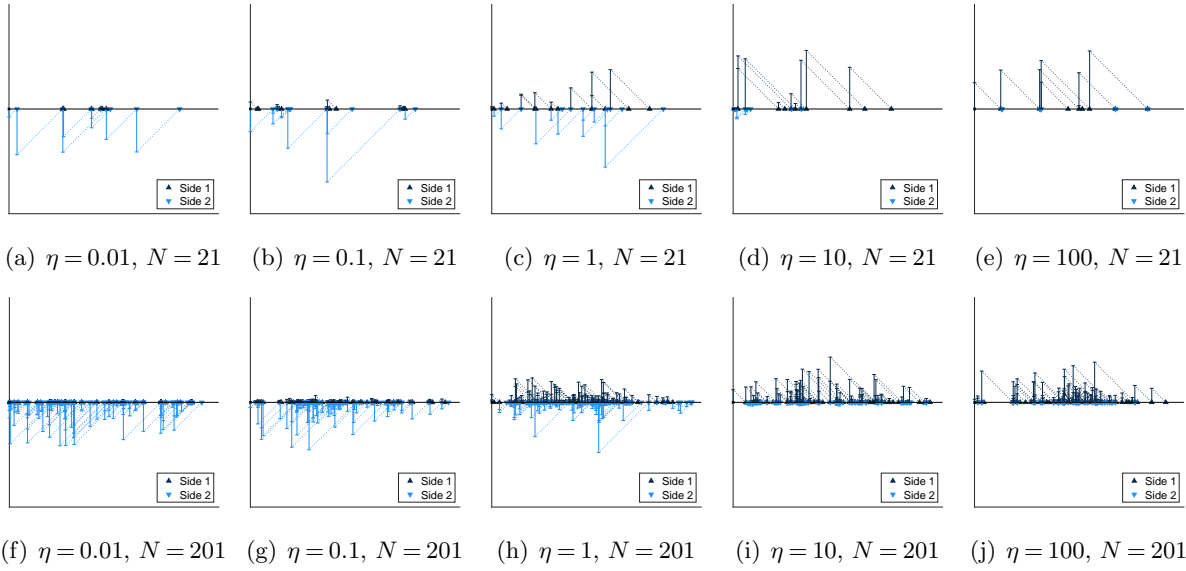 Side 1
Side 2
Side 1
Side 2
Side 1
Side 2
Side 1
Side 2
Side 1
Side 2
(a) η = 0.01, N = 21
(b) η = 0.1, N = 21
(c) η = 1, N = 21
(d) η = 10, N = 21
(e) η = 100, N = 21
Side 1
Side 2
Side 1
Side 2
Side 1
Side 2
Side 1
Side 2
Side 1
Side 2
(f) η = 0.01, N = 201
(g) η = 0.1, N = 201
(h) η = 1, N = 201
(i) η = 10, N = 201
(j) η = 100, N = 201